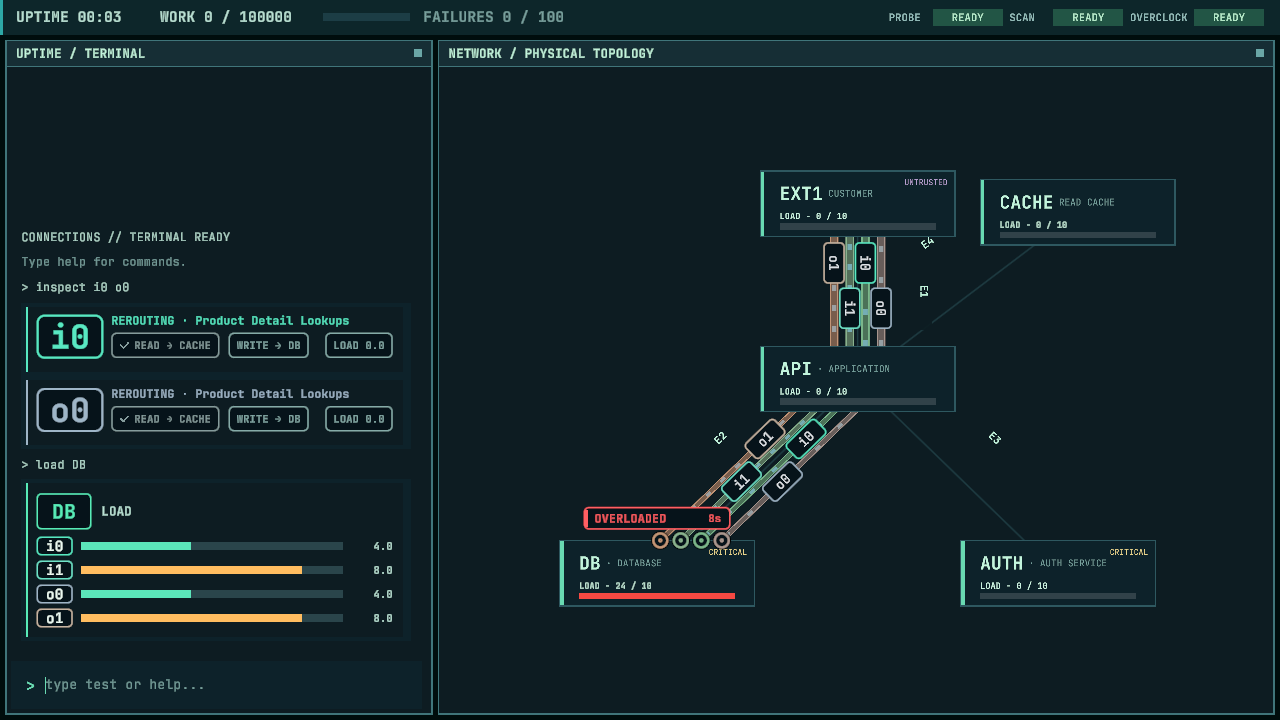 UPTIME 00:03 WORK 0 / 100000 FAILURES 0 / 100 PROBE READY SCAN READY OVERCLOCK READY
UPTIME / TERMINAL
CONNECTIONS // TERMINAL READY
Type help for commands.
> inspect i0 o0
i0 REROUTING · Product Detail Lookups
✓ READ → CACHE WRITE → DB LOAD 0.0
o0 REROUTING · Product Detail Lookups
✓ READ → CACHE WRITE → DB LOAD 0.0
> load DB
DB LOAD
i0 4.0
i1 8.0
o0 4.0
o1 8.0
> type test or help...
NETWORK / PHYSICAL TOPOLOGY
UNTRUSTED
EXT1 CUSTOMER
LOAD - 0 / 10
CACHE READ CACHE
LOAD - 0 / 10
E4
o1 i0
E1
i1 o0
API · APPLICATION
LOAD - 0 / 10
E2
o1 i0
E3
i1 o0
OVERLOADED 8s
CRITICAL
DB · DATABASE
LOAD - 24 / 18
CRITICAL
AUTH · AUTH SERVICE
LOAD - 0 / 10